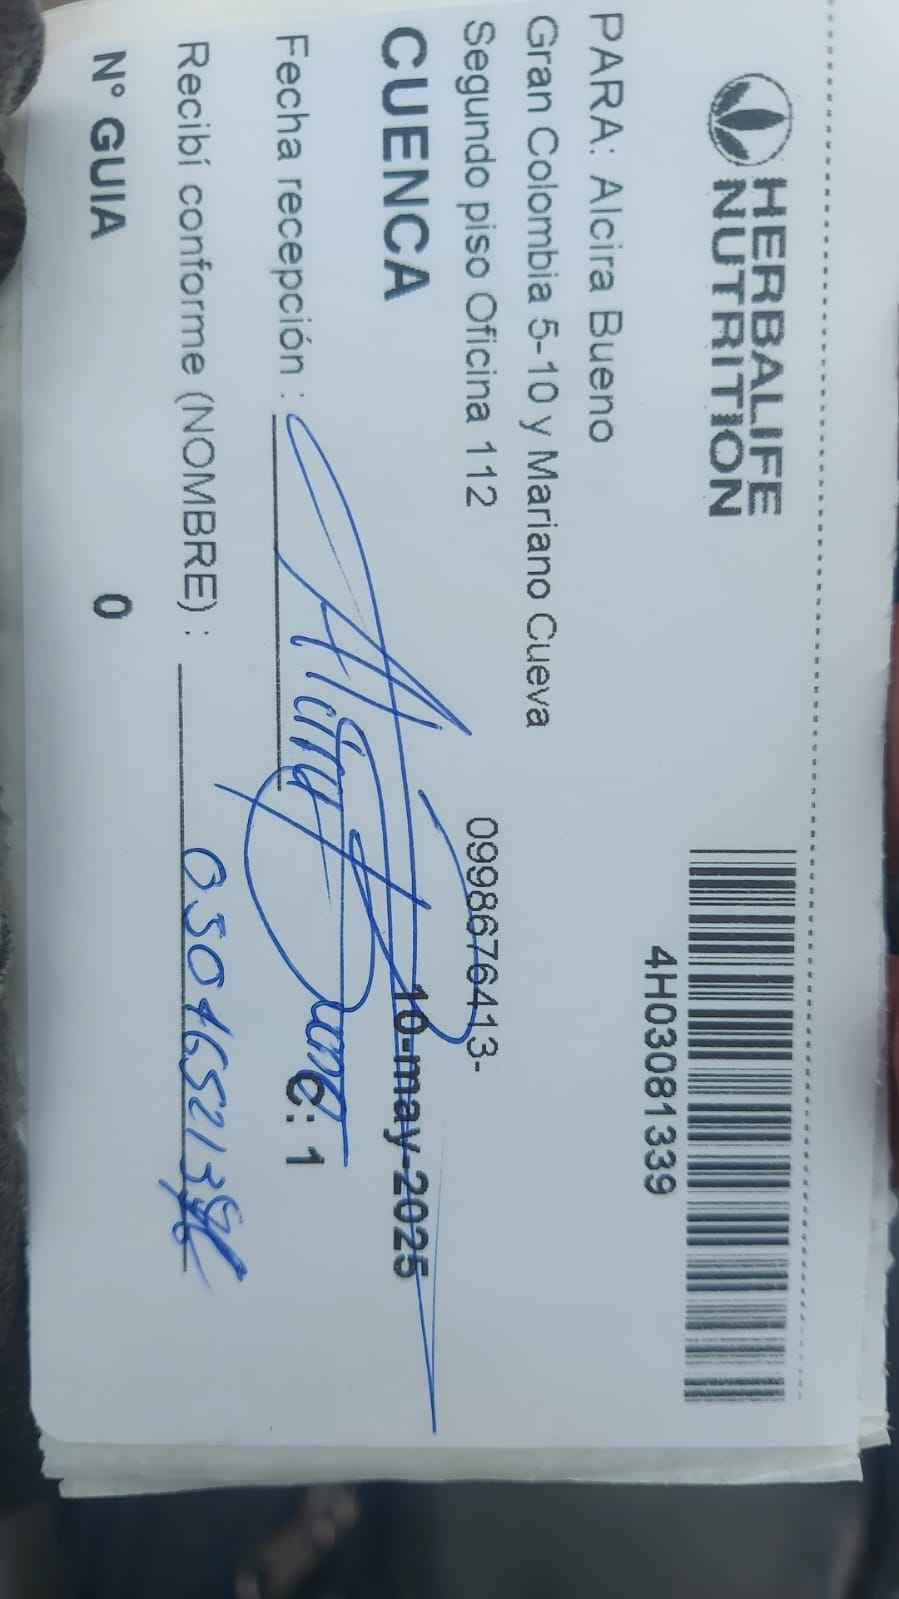 HERBALIFE
NUTRITION
4H03081339
PARA: Alcira Bueno
Gran Colombia 5-10 y Mariano Cueva
Segundo piso Oficina 112
0998676413-
CUENCA
10-may-2025
Fecha recepción :
C: 1
Recibí conforme (NOMBRE) :
N° GUIA 0